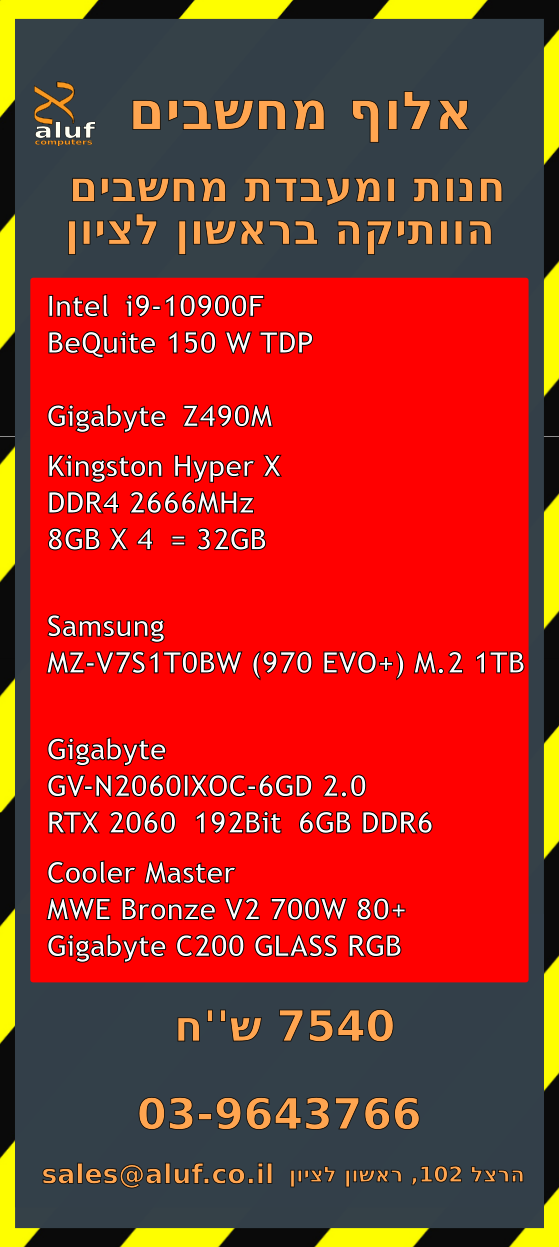 aluf
computers
אלוף מחשבים
חנות ומעבדת מחשבים
הוותיקה בראשון לציון
Intel i9-10900F
BeQuite 150 W TDP
Gigabyte Z490M
Kingston Hyper X
DDR4 2666MHz
8GB X 4 = 32GB
Samsung
MZ-V7S1T0BW (970 EVO+) M.2 1TB
Gigabyte
GV-N2060IXOC-6GD 2.0
RTX 2060 192Bit 6GB DDR6
Cooler Master
MWE Bronze V2 700W 80+
Gigabyte C200 GLASS RGB
7540 ש''ח
03-9643766
הרצל 102, ראשון לציון sales@aluf.co.il